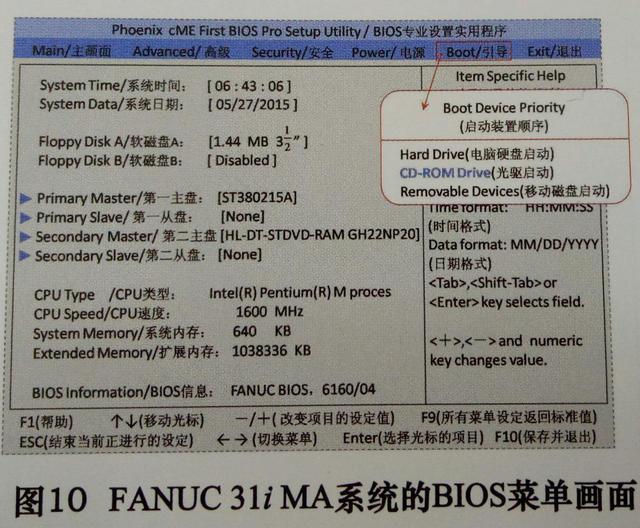 Phoenix cME First BIOS Pro Setup Utility / BIOS专业设置实用程序
Main/主颜面 Advanced/高级 Security/安全 Power/电源 Boot/引导 Exit/退出
System Time/系统时间: [ 06 : 43 : 06 ]
System Data/系统日期: [ 05/27/2015 ]
Floppy Disk A/软磁盘A: [1.44 MB 3 1/2″ ]
Floppy Disk B/软磁盘B: [ Disabled ]
▶ Primary Master/第一主盘: [ST380215A]
▶ Primary Slave/第一从盘: [None]
▶ Secondary Master/第二主盘 [HL-DT-STDVD-RAM GH22NP20]
▶ Secondary Slave/第二从盘: [None]
CPU Type /CPU类型: Intel(R) Pentium(R) M proces
CPU Speed/CPU速度: 1600 MHz
System Memory/系统内存: 640 KB
Extended Memory/扩展内存: 1038336 KB
BIOS Information/BIOS信息: FANUC BIOS, 6160/04
Item Specific Help
Boot Device Priority
(启动装置顺序)
Hard Drive(电脑硬盘启动)
CD-ROM Drive(光驱启动)
Removable Devices(移动磁盘启动)
Time format: HH:MM:SS
(时间格式)
Data format: MM/DD/YYYY
(日期格式)
<Tab>,<Shift-Tab> or
<Enter> key selects field.
<+>,<-> and numeric
key changes value.
F1(帮助) ↑↓(移动光标) -/+( 改变项目的设定值) F9(所有菜单设定返回标准值)
ESC(结束当前正进行的设定) ←→(切换菜单) Enter(选择光标的项目) F10(保存并退出)
图10 FANUC 31i MA系统的BIOS菜单画面